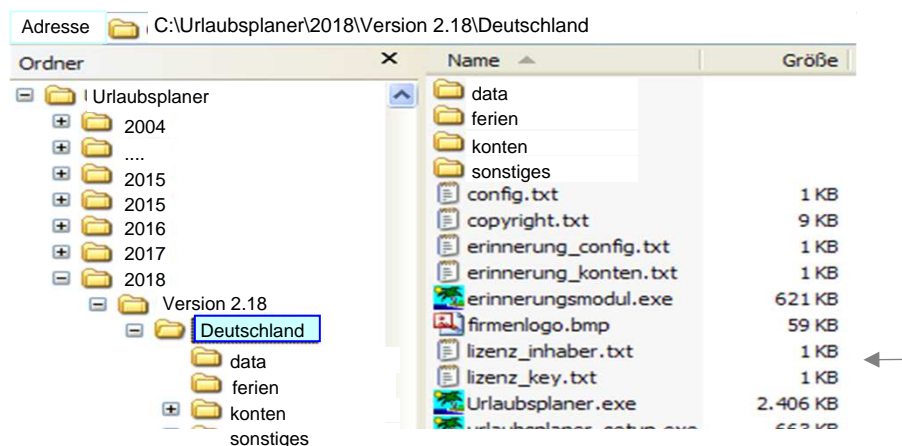 Adresse C:\Urlaubsplaner\2018\Version 2.18\Deutschland
Ordner x
Urlaubsplaner
2004
....
2015
2015
2016
2017
2018
Version 2.18
Deutschland
data
ferien
konten
sonstiges
Name Größe
data
ferien
konten
sonstiges
config.txt 1 KB
copyright.txt 9 KB
erinnerung_config.txt 1 KB
erinnerung_konten.txt 1 KB
erinnerungsmodul.exe 621 KB
firmenlogo.bmp 59 KB
lizenz_inhaber.txt 1 KB
lizenz_key.txt 1 KB
Urlaubsplaner.exe 2.406 KB